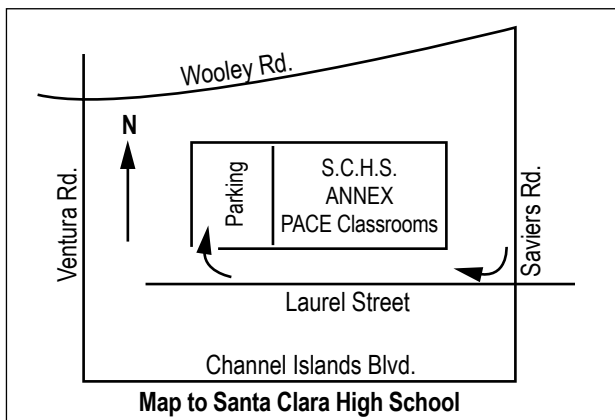 Wooley Rd.
N
Ventura Rd.
Parking
S.C.H.S.
ANNEX
PACE Classrooms
Saviers Rd.
Laurel Street
Channel Islands Blvd.
Map to Santa Clara High School